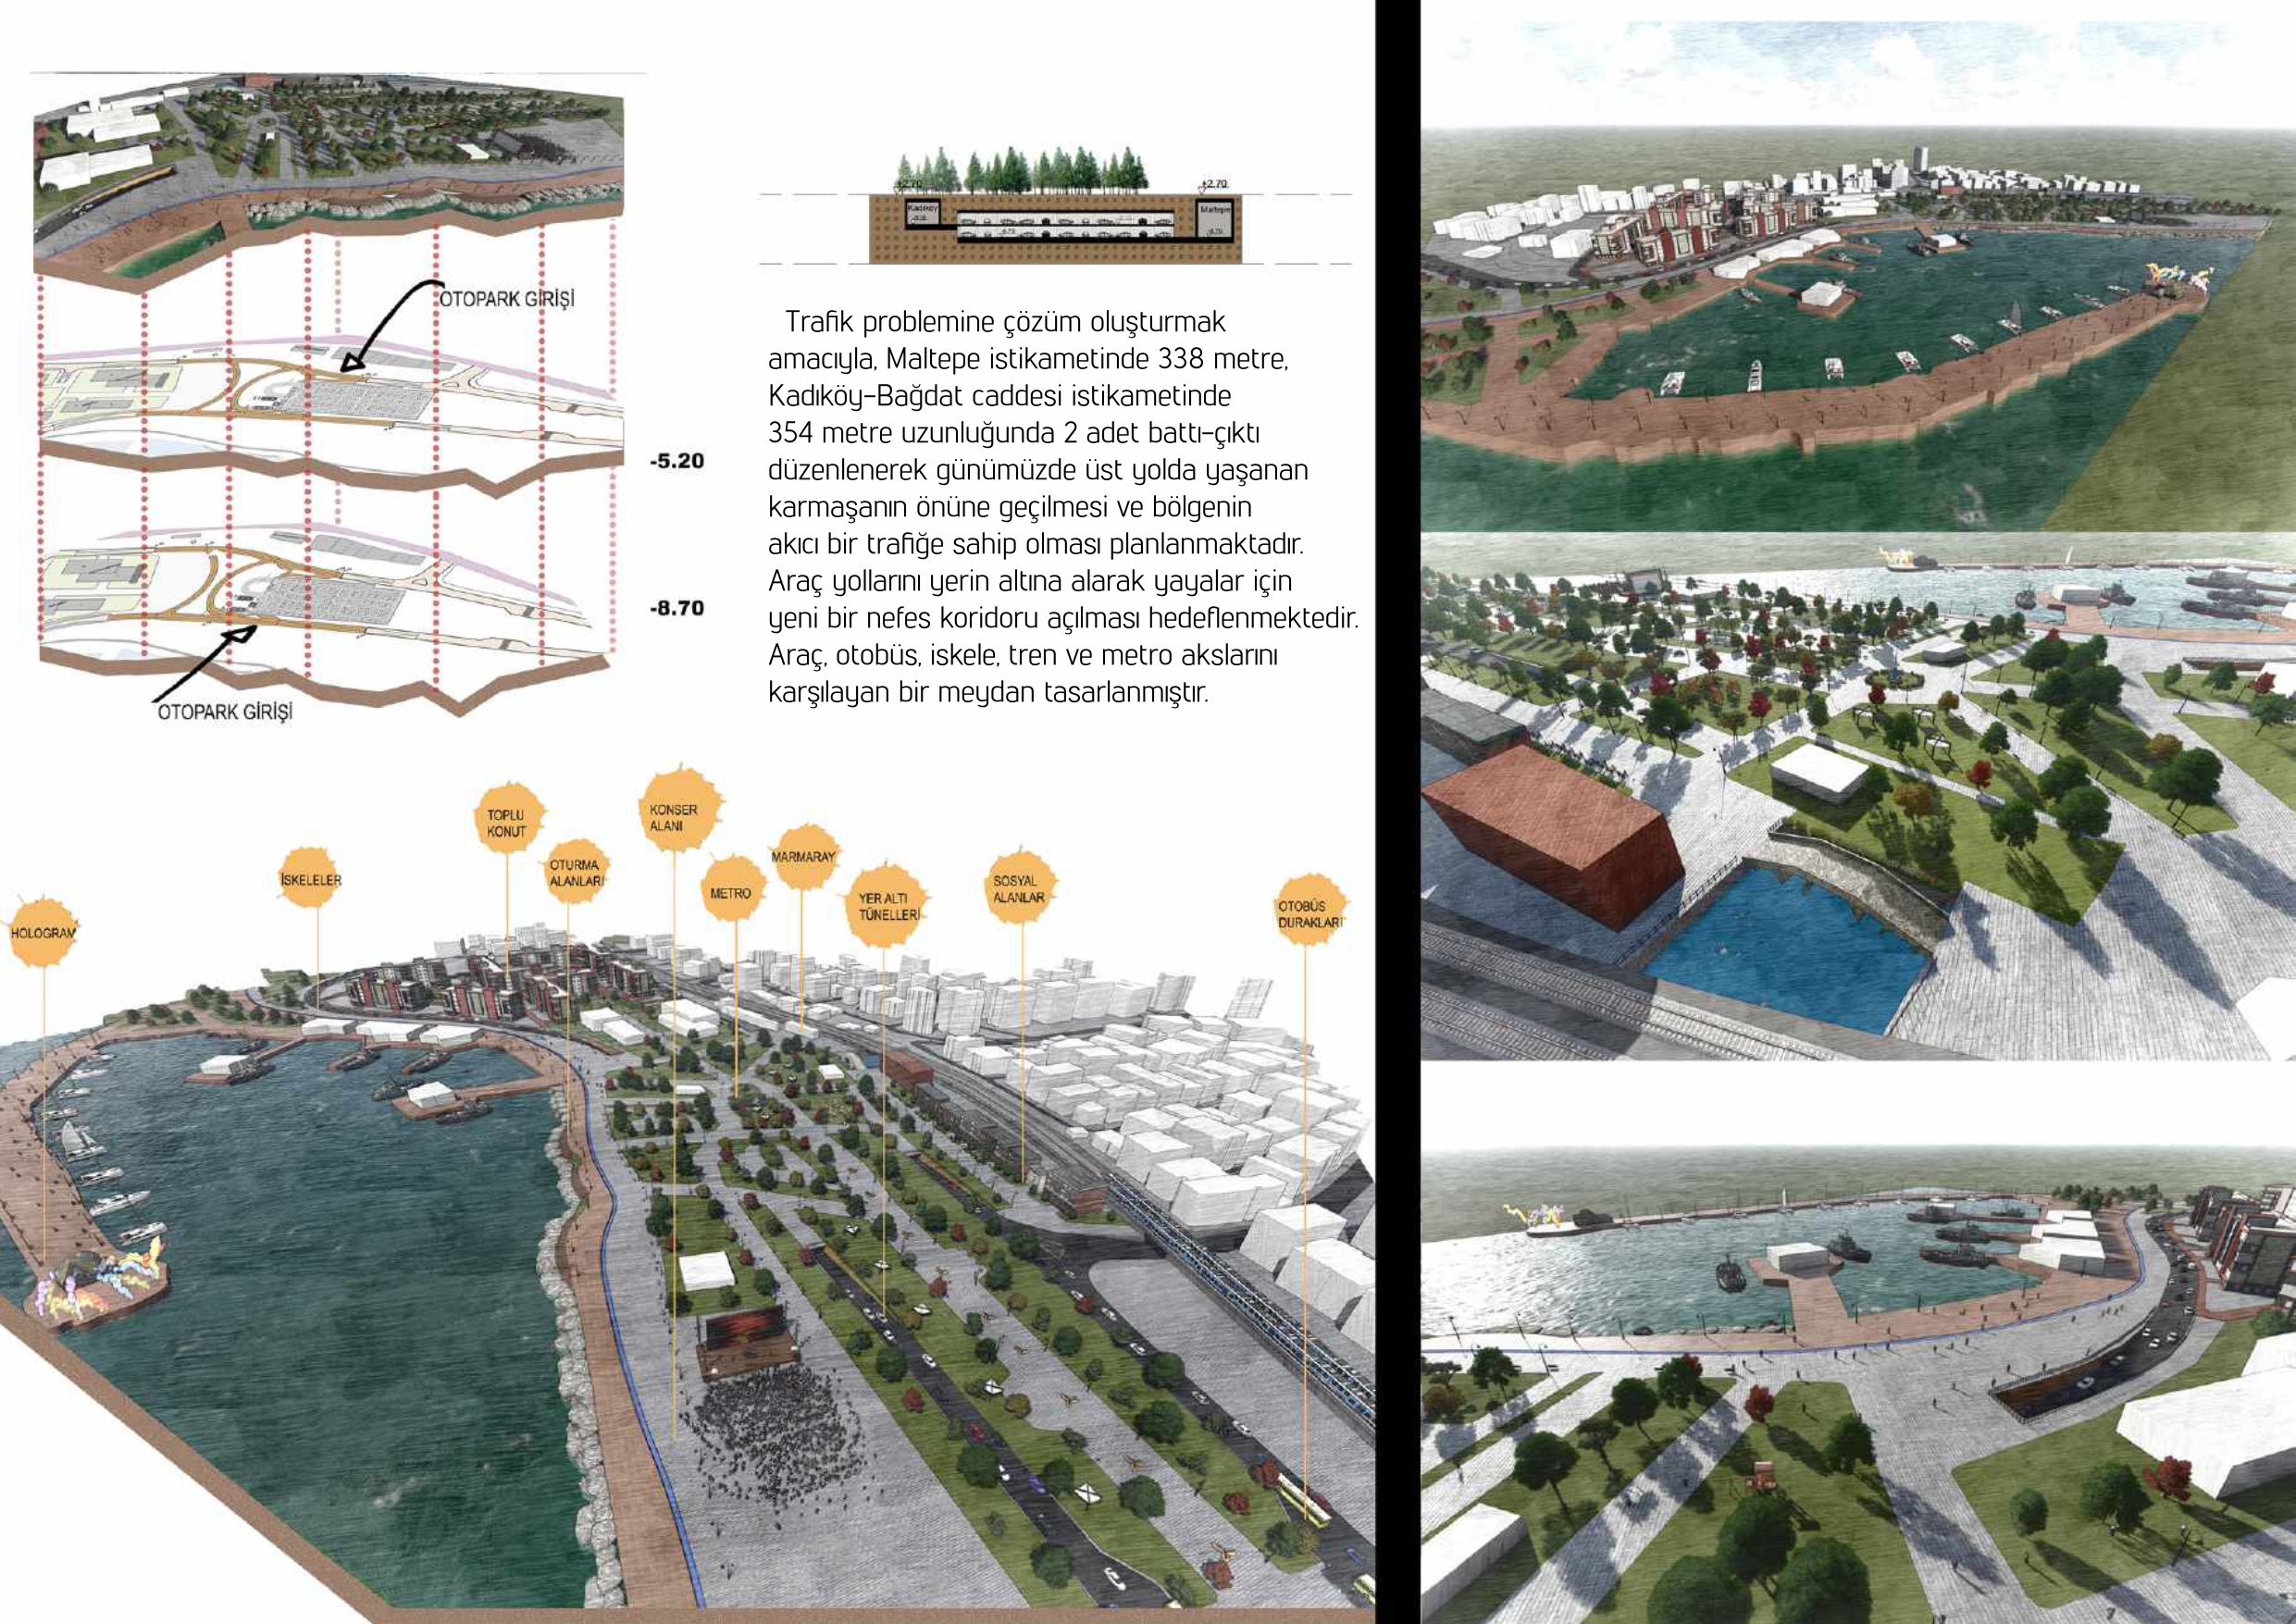 OTOPARK GİRİŞİ
-5.20
-8.70
OTOPARK GİRİŞİ
+2.70
+2.70
Kadıköy
Maltepe
Trafik problemine çözüm oluşturmak
amacıyla, Maltepe istikametinde 338 metre,
Kadıköy-Bağdat caddesi istikametinde
354 metre uzunluğunda 2 adet battı-çıktı
düzenlenerek günümüzde üst yolda yaşanan
karmaşanın önüne geçilmesi ve bölgenin
akıcı bir trafiğe sahip olması planlanmaktadır.
Araç yollarını yerin altına alarak yayalar için
yeni bir nefes koridoru açılması hedeflenmektedir.
Araç, otobüs, iskele, tren ve metro akslarını
karşılayan bir meydan tasarlanmıştır.
HOLOGRAM
İSKELELER
TOPLU
KONUT
OTURMA
ALANLARI
KONSER
ALANI
METRO
MARMARAY
YER ALTI
TÜNELLERİ
SOSYAL
ALANLAR
OTOBÜS
DURAKLARI